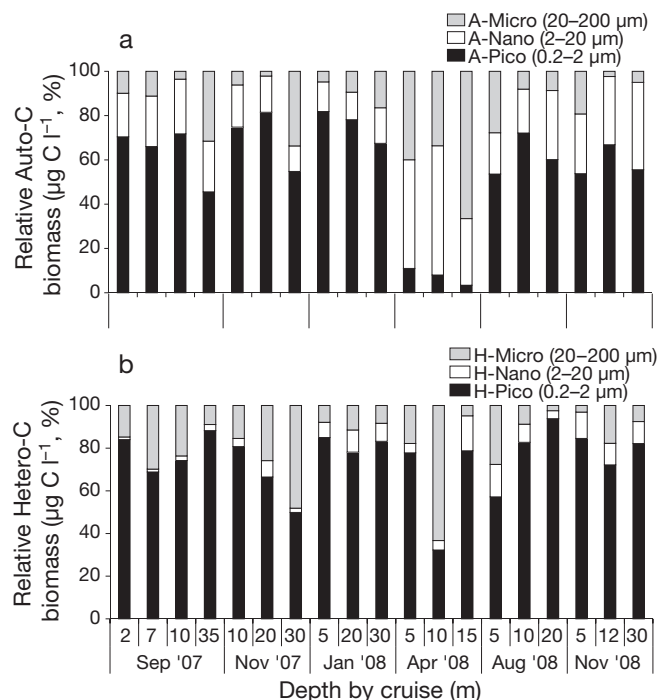 a
A-Micro (20–200 µm)
A-Nano (2–20 µm)
A-Pico (0.2–2 µm)
Relative Auto-C
biomass (µg C l⁻¹, %)
100
80
60
40
20
0
b
H-Micro (20–200 µm)
H-Nano (2–20 µm)
H-Pico (0.2–2 µm)
Relative Hetero-C
biomass (µg C l⁻¹, %)
100
80
60
40
20
0
2 7 10 35 10 20 30 5 20 30 5 10 15 5 10 20 5 12 30
Sep '07 Nov '07 Jan '08 Apr '08 Aug '08 Nov '08
Depth by cruise (m)